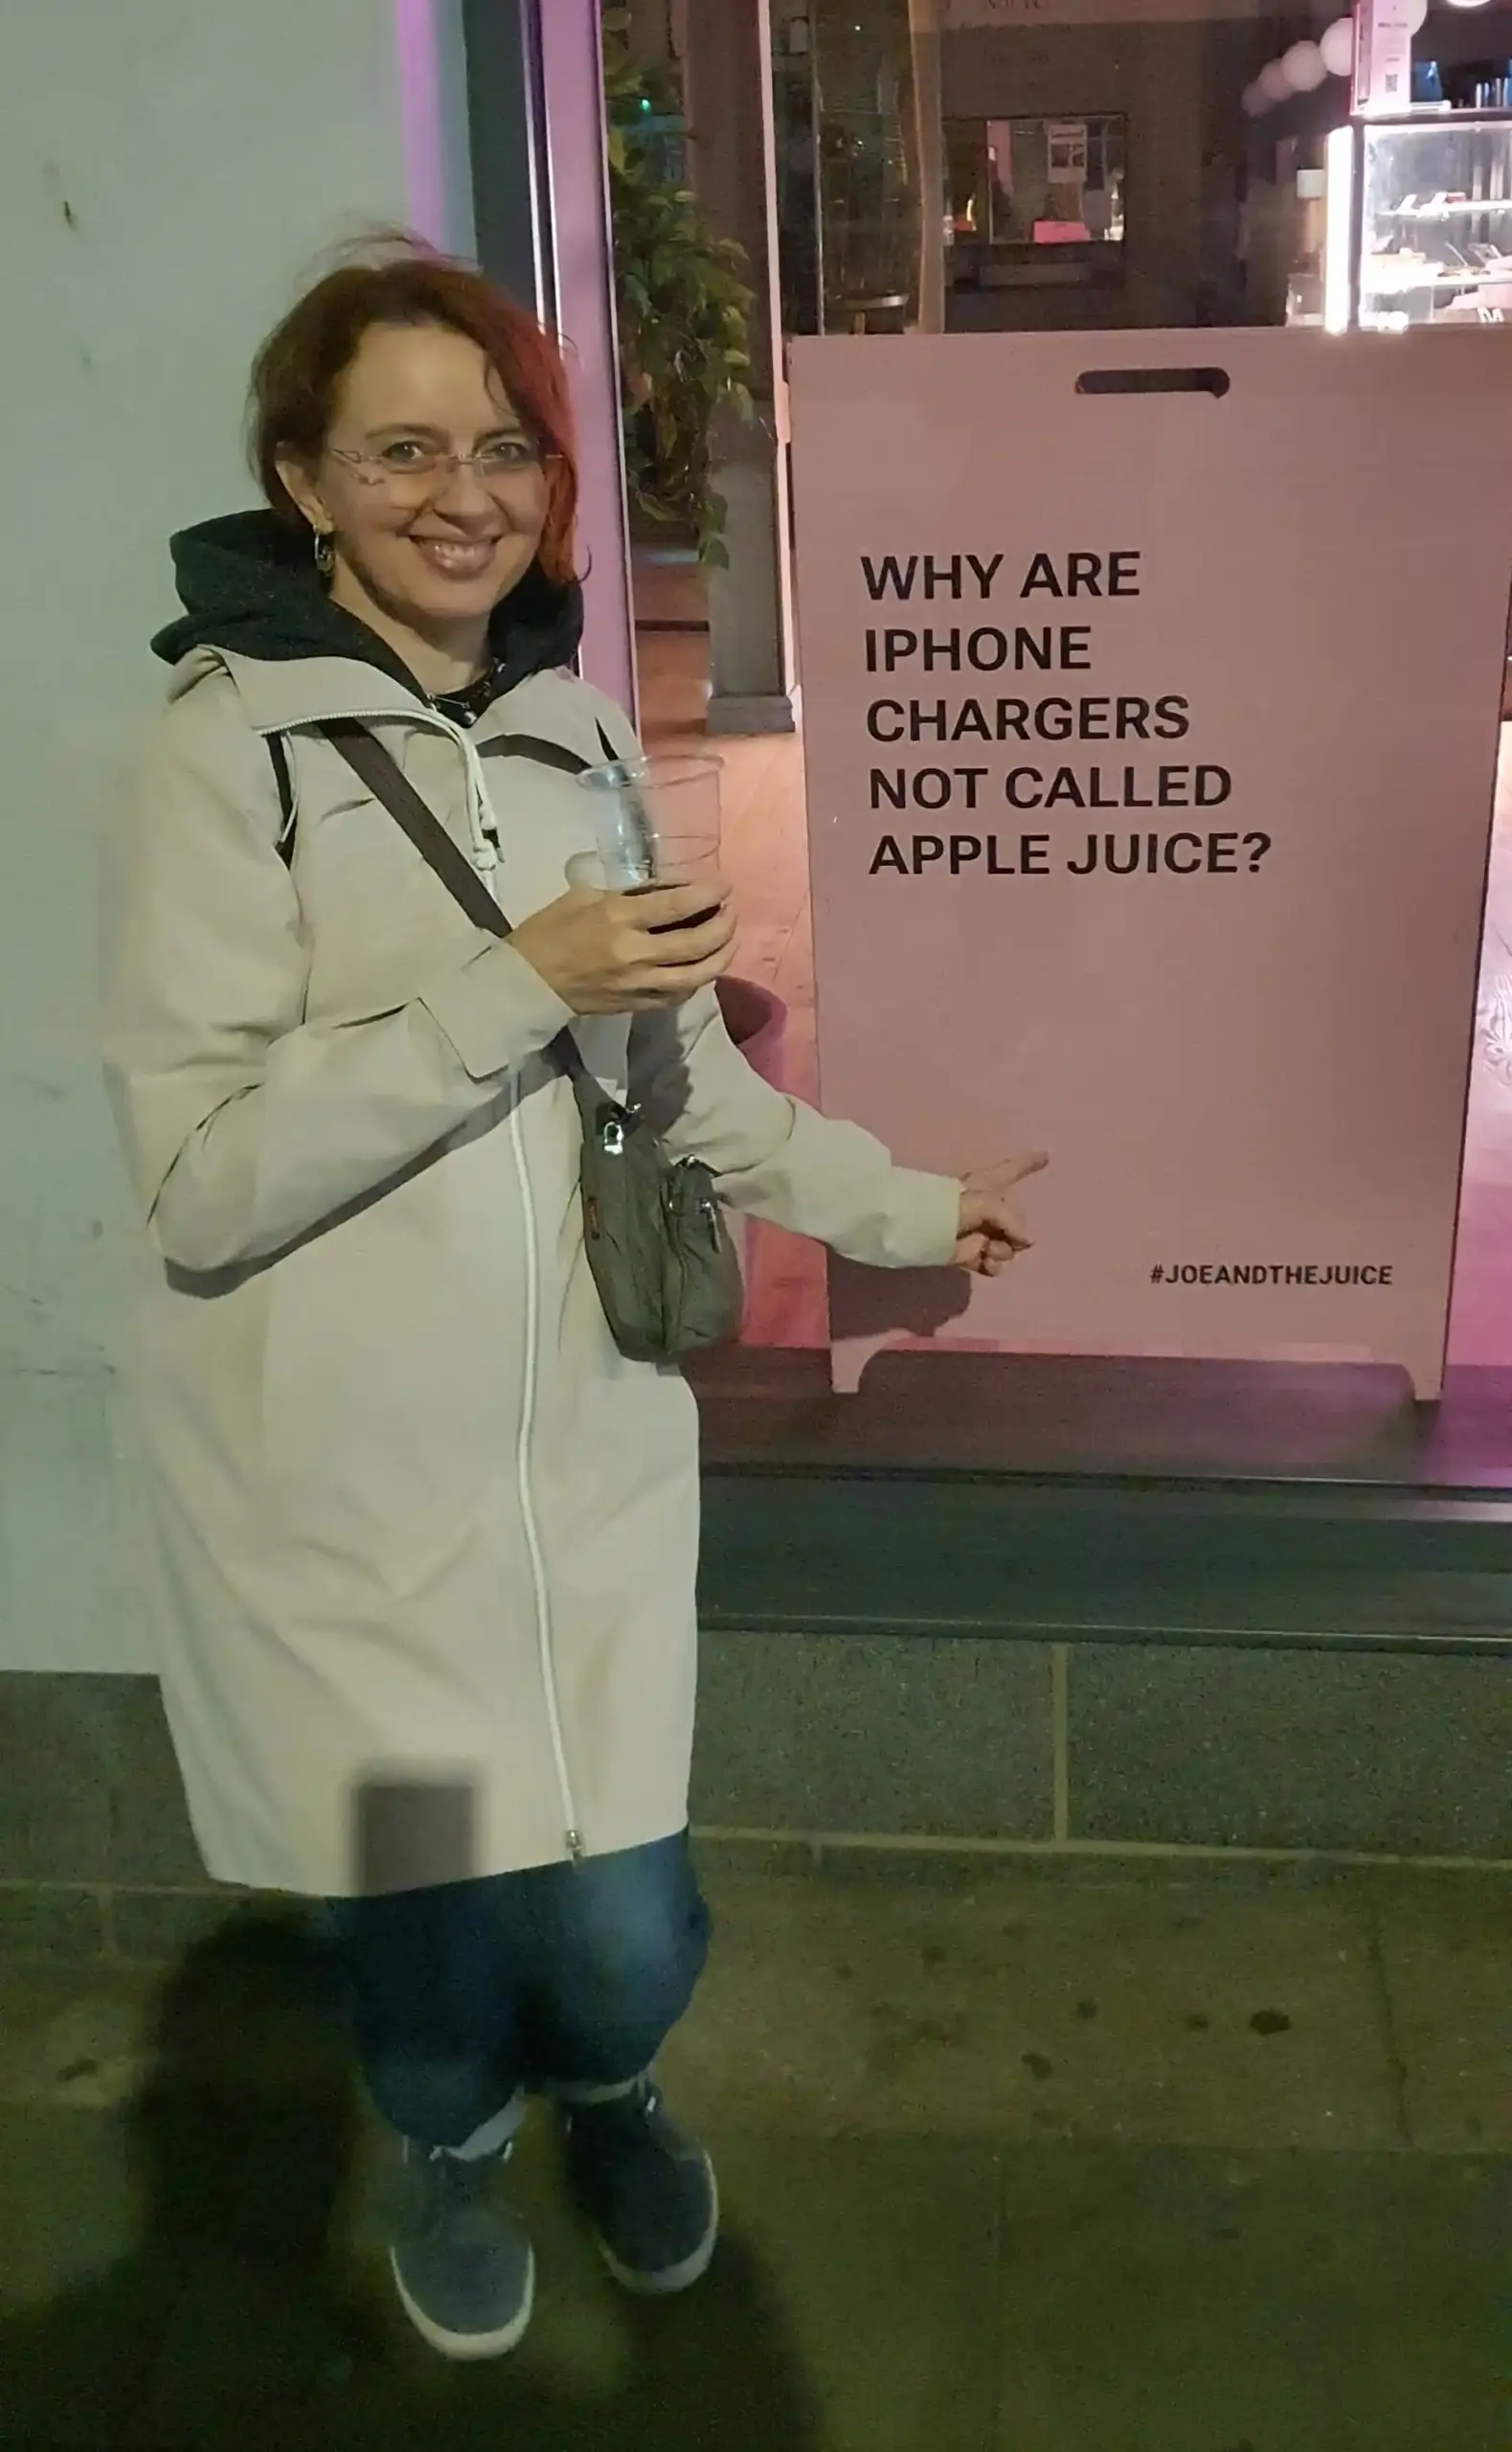 WHY ARE
IPHONE
CHARGERS
NOT CALLED
APPLE JUICE?
#JOEANDTHEJUICE